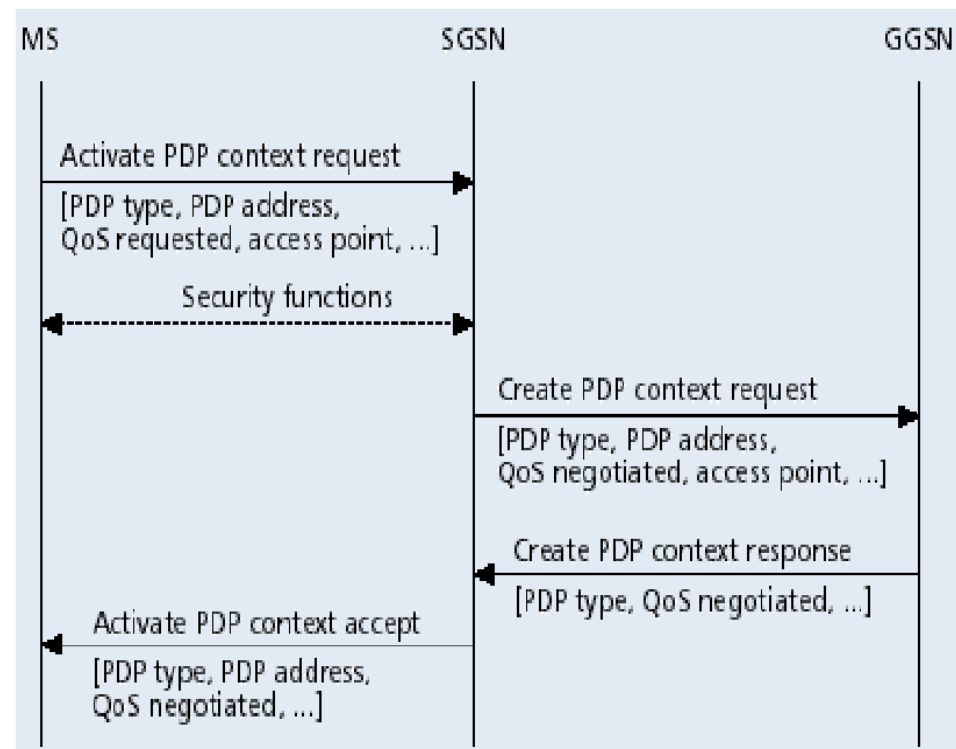 MS SGSN GGSN
Activate PDP context request
[PDP type, PDP address,
QoS requested, access point, ...]
Security functions
Create PDP context request
[PDP type, PDP address,
QoS negotiated, access point, ...]
Create PDP context response
[PDP type, QoS negotiated, ...]
Activate PDP context accept
[PDP type, PDP address,
QoS negotiated, ...]